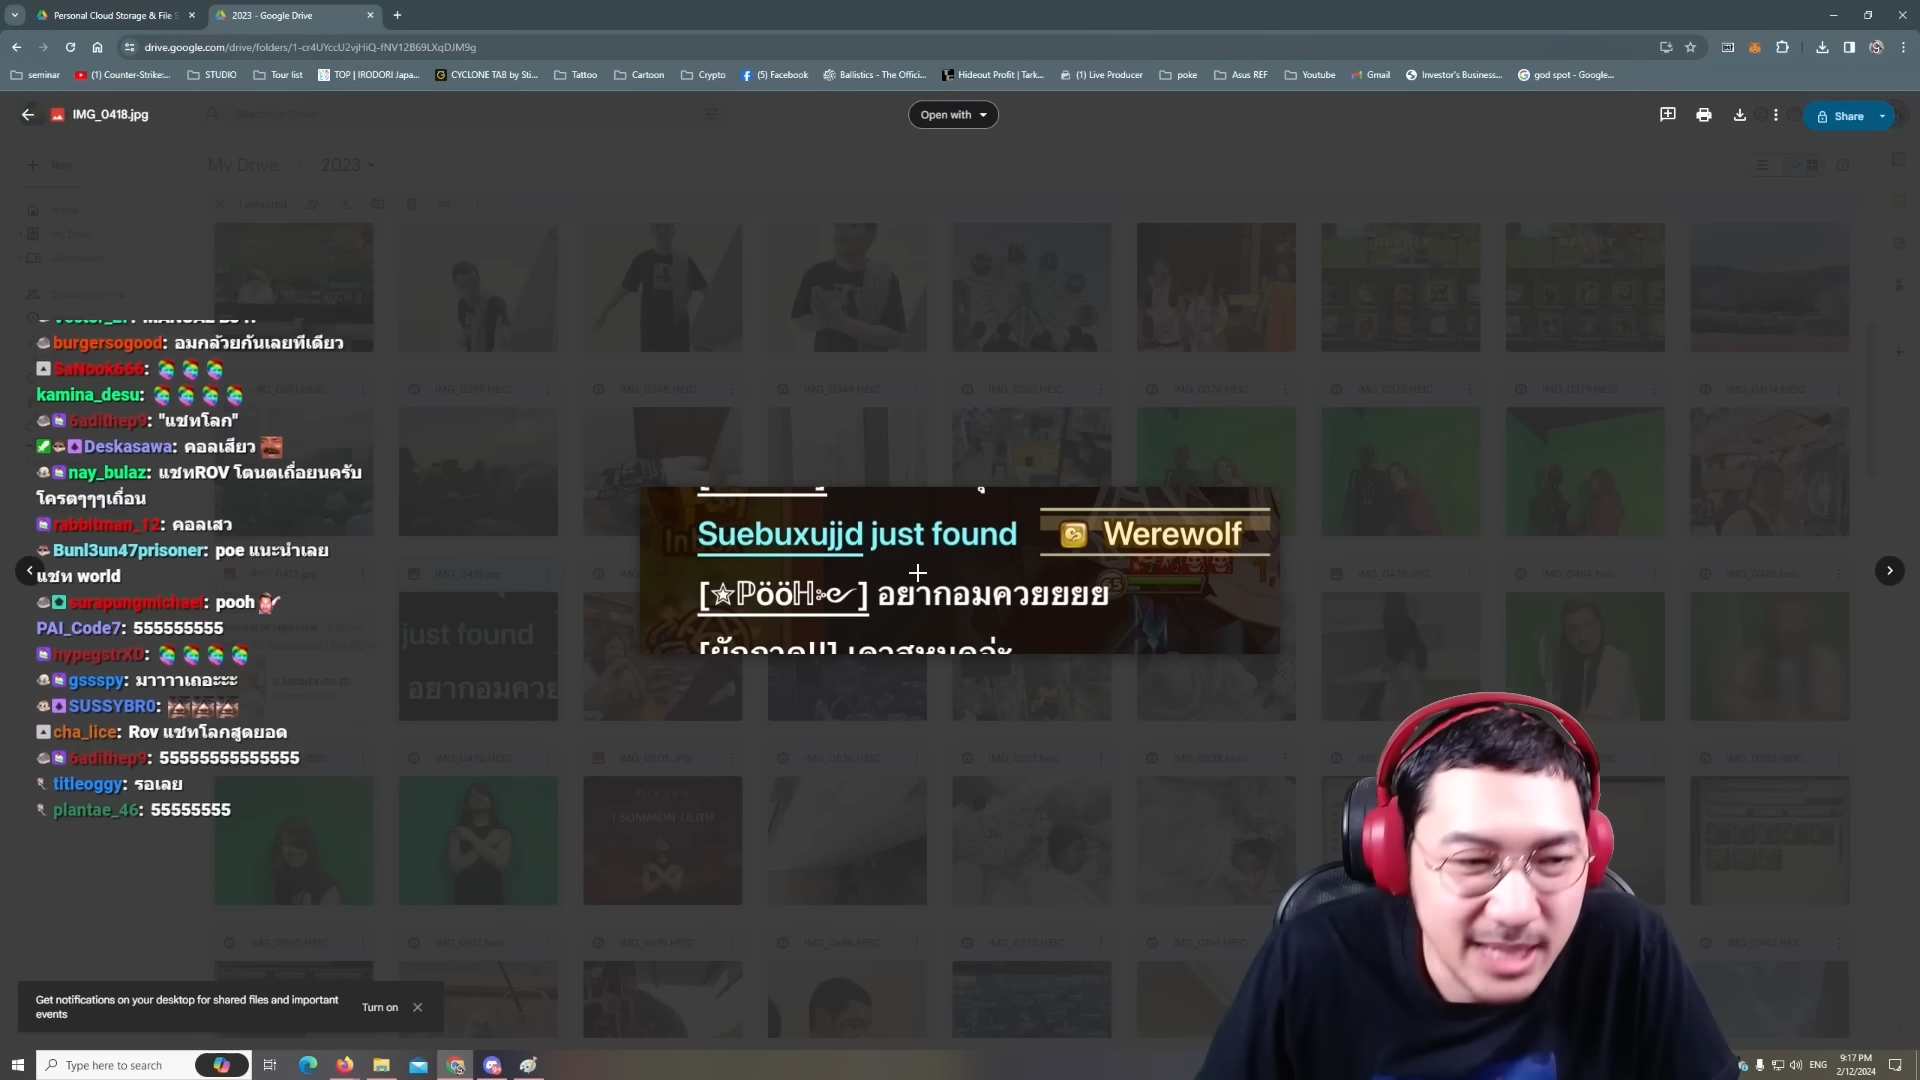 Personal Cloud Storage & File S
2023 - Google Drive
drive.google.com/drive/folders/1-cr4UYccU2vjHiQ-fNV12B69LXqDJM9g
seminar
(1) Counter-Strike:...
STUDIO
Tour list
TOP | IRODORI Japa...
CYCLONE TAB by Sti...
Tattoo
Cartoon
Crypto
(5) Facebook
Ballistics - The Offici...
Hideout Profit | Tark...
(1) Live Producer
poke
Asus REF
Youtube
Gmail
Investor's Business...
god spot - Google...
IMG_0418.jpg
Open with
Share
My Drive
2023
1 selected
burgersogood: อมกล้วยกันเลยทีเดียว
SaNook666:
kamina_desu:
6adithep9: "แชทโลก"
Deskasawa: คอลเสียว
nay_bulaz: แชทROV โตนตเถื่อยนครับ
โครตๆๆๆเถื่อน
rabbitman_12: คอลเสว
Bunl3un47prisoner: poe แนะนำเลย
แชท world
surapungmichael: pooh
PAI_Code7: 555555555
hypegstrXD:
gssspy: มาาาาเถอะะะ
SUSSYBR0:
cha_lice: Rov แชทโลกสุดยอด
6adithep9: 55555555555555
titleoggy: รอเลย
plantae_46: 55555555
Suebuxujjd just found Werewolf
[✯ℙööℍ๛] อยากอมควยยยย
just found
อยากอมควย
I SUMMON LILITH
Get notifications on your desktop for shared files and important
events
Turn on
Type here to search
ENG
9:17 PM
2/12/2024